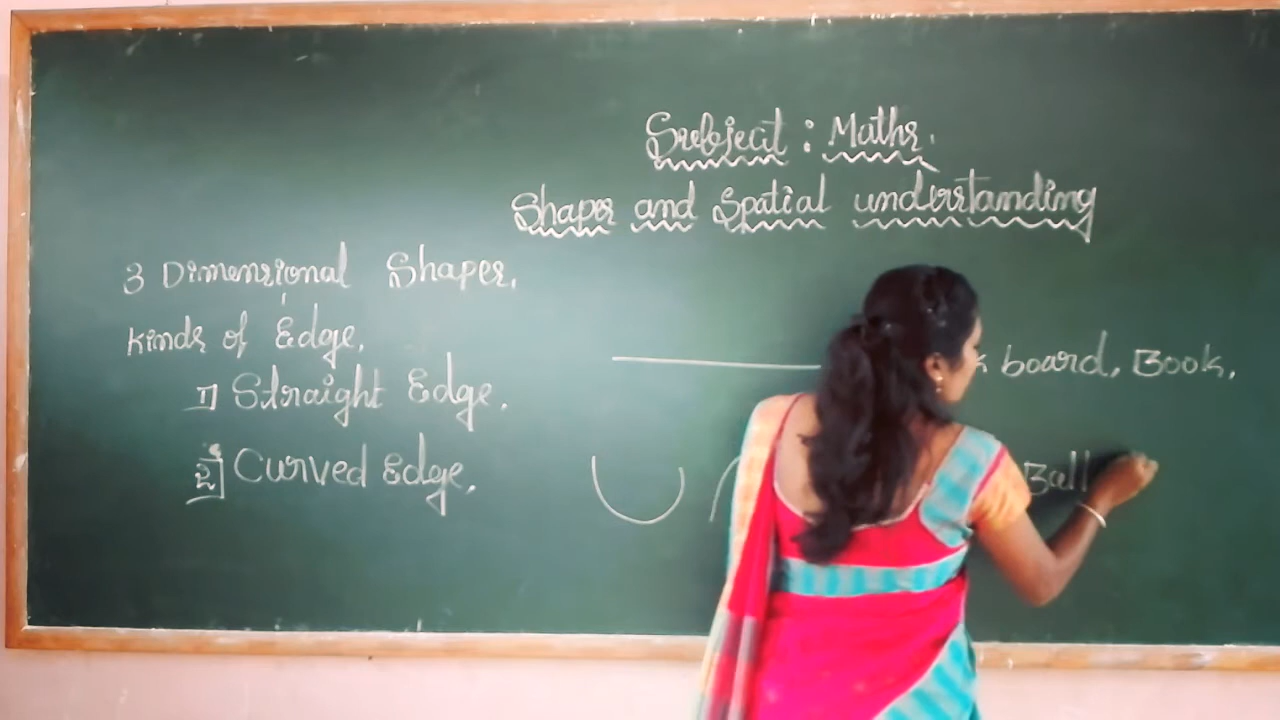 Subject : Maths.
Shapes and Spatial understanding
3 Dimensional Shapes.
Kinds of Edge.
1] Straight Edge. board, Book,
2] Curved Edge. Ball